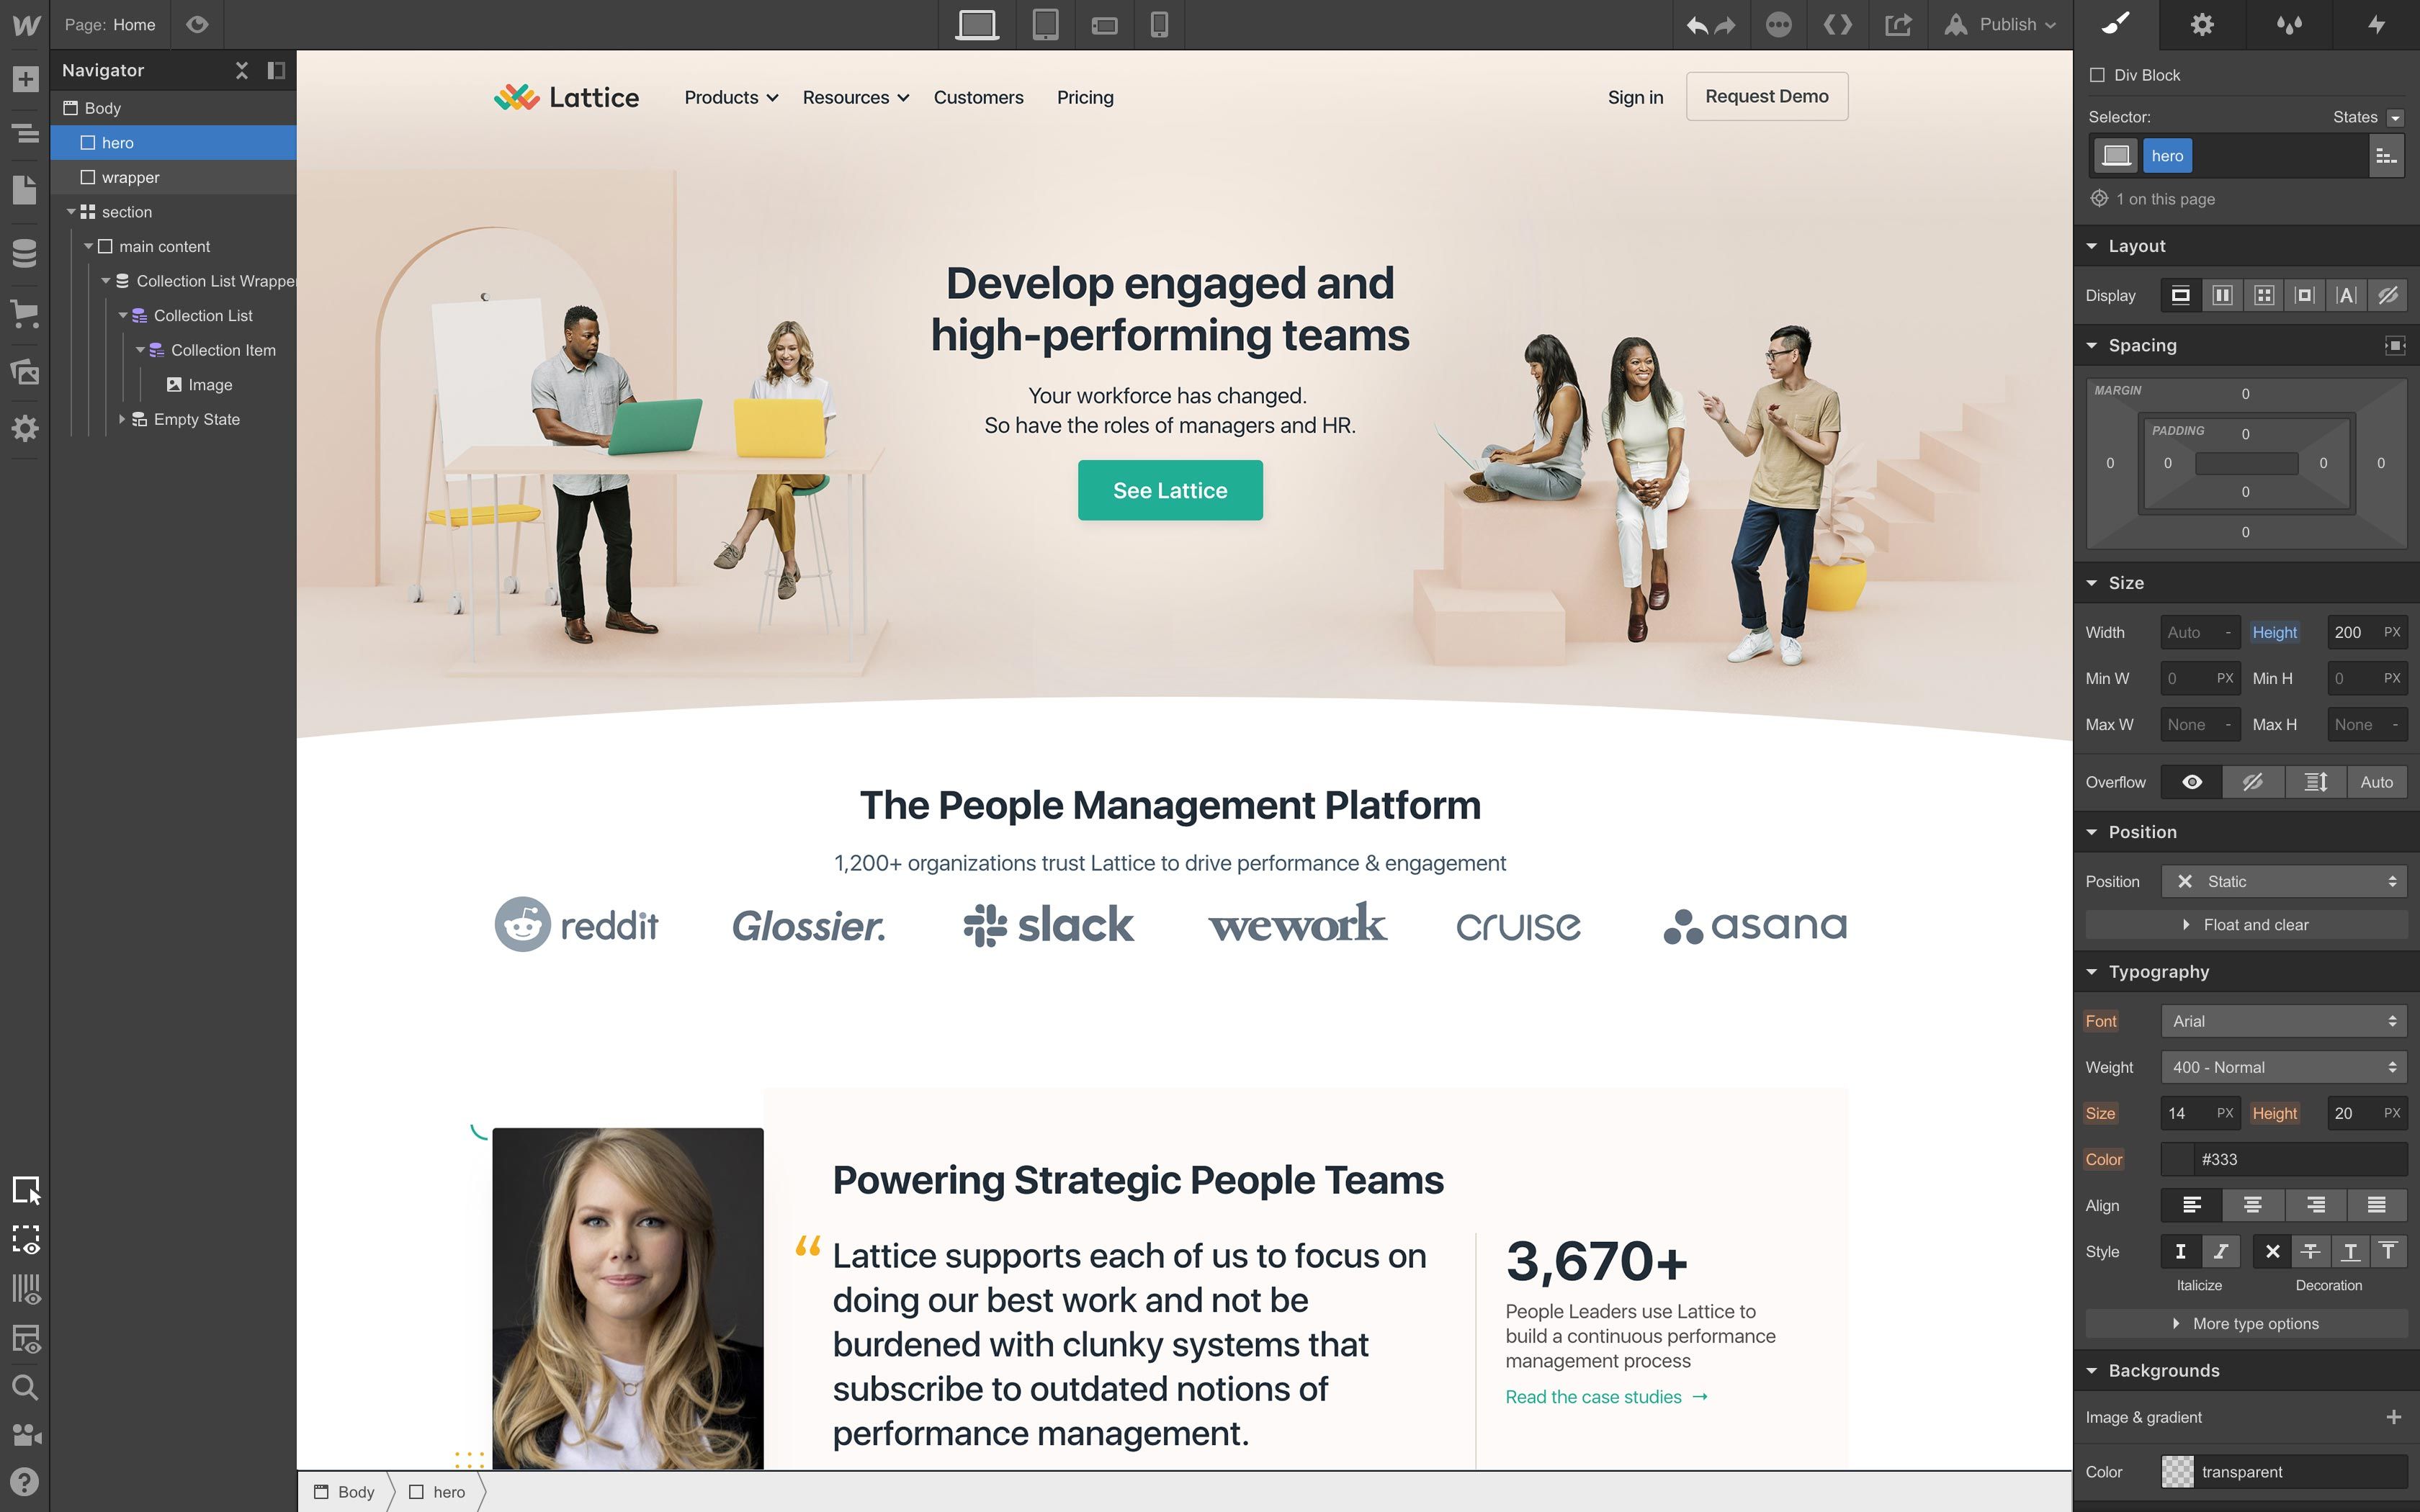 Page: Home
Publish
Navigator
Body
hero
wrapper
section
main content
Collection List Wrapper
Collection List
Collection Item
Image
Empty State
Lattice
Products
Resources
Customers
Pricing
Sign in
Request Demo
Develop engaged and
high-performing teams
Your workforce has changed.
So have the roles of managers and HR.
See Lattice
The People Management Platform
1,200+ organizations trust Lattice to drive performance & engagement
reddit
Glossier.
slack
wework
cruise
asana
Powering Strategic People Teams
“ Lattice supports each of us to focus on
doing our best work and not be
burdened with clunky systems that
subscribe to outdated notions of
performance management.
3,670+
People Leaders use Lattice to
build a continuous performance
management process
Read the case studies →
Body
hero
Div Block
Selector:
States
hero
1 on this page
Layout
Display
Spacing
MARGIN
0
PADDING
0
0
0
0
0
0
0
Size
Width Auto - Height 200 PX
Min W 0 PX Min H 0 PX
Max W None - Max H None -
Overflow Auto
Position
Position Static
Float and clear
Typography
Font Arial
Weight 400 - Normal
Size 14 PX Height 20 PX
Color #333
Align
Style
Italicize Decoration
More type options
Backgrounds
Image & gradient
Color transparent